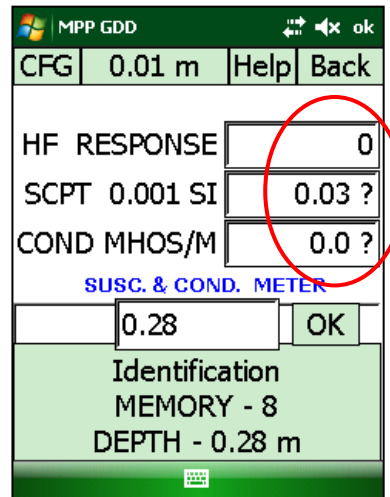 MPP GDD ok
CFG 0.01 m Help Back
HF RESPONSE 0
SCPT 0.001 SI 0.03 ?
COND MHOS/M 0.0 ?
SUSC. & COND. METER
0.28 OK
Identification
MEMORY - 8
DEPTH - 0.28 m